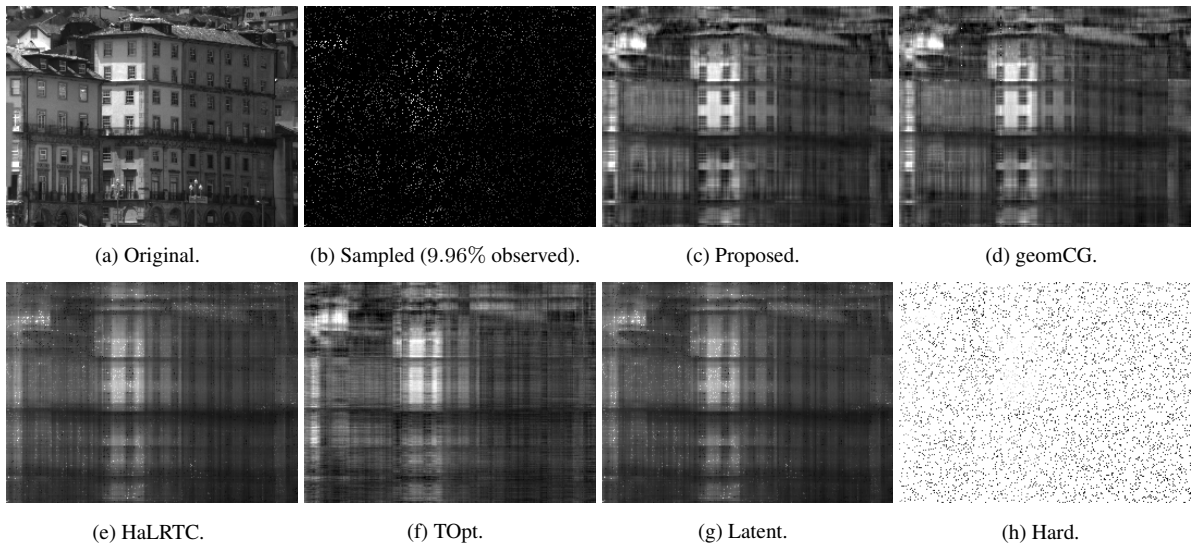 (a) Original.
(b) Sampled (9.96% observed).
(c) Proposed.
(d) geomCG.
(e) HaLRTC.
(f) TOpt.
(g) Latent.
(h) Hard.